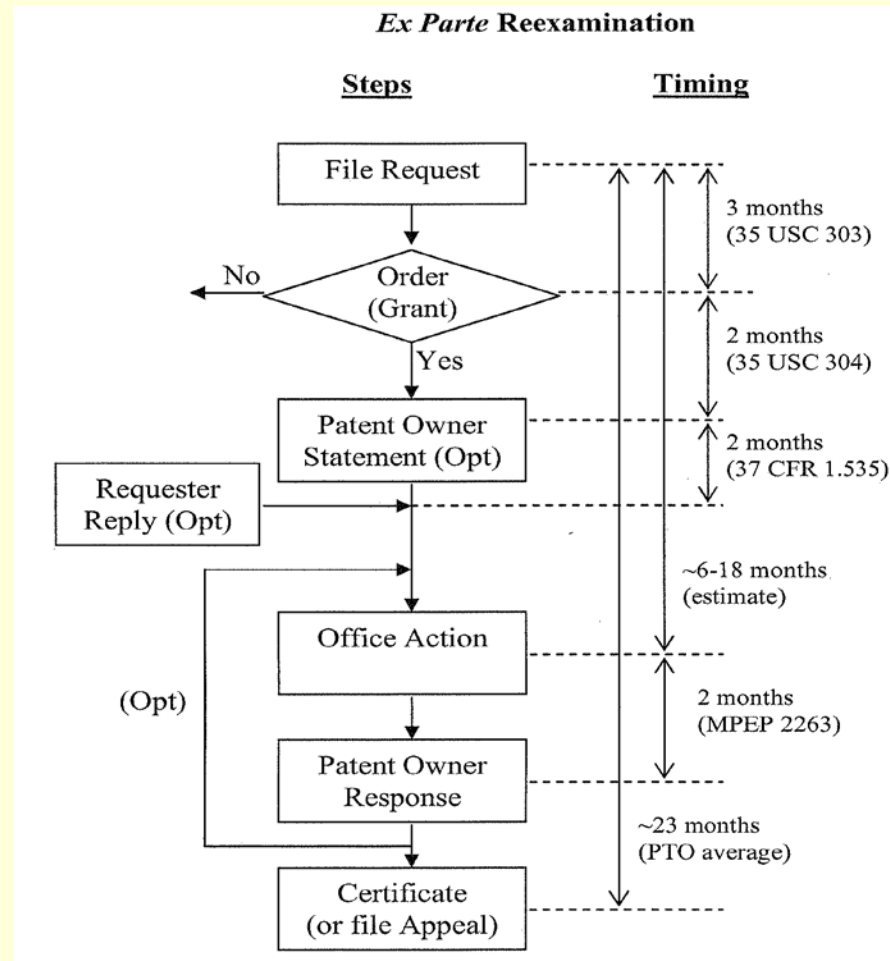 Ex Parte Reexamination
Steps
Timing
File Request
3 months
(35 USC 303)
No
Order
(Grant)
2 months
(35 USC 304)
Yes
Patent Owner
Statement (Opt)
2 months
(37 CFR 1.535)
Requester
Reply (Opt)
~6-18 months
(estimate)
Office Action
(Opt)
2 months
(MPEP 2263)
Patent Owner
Response
~23 months
(PTO average)
Certificate
(or file Appeal)